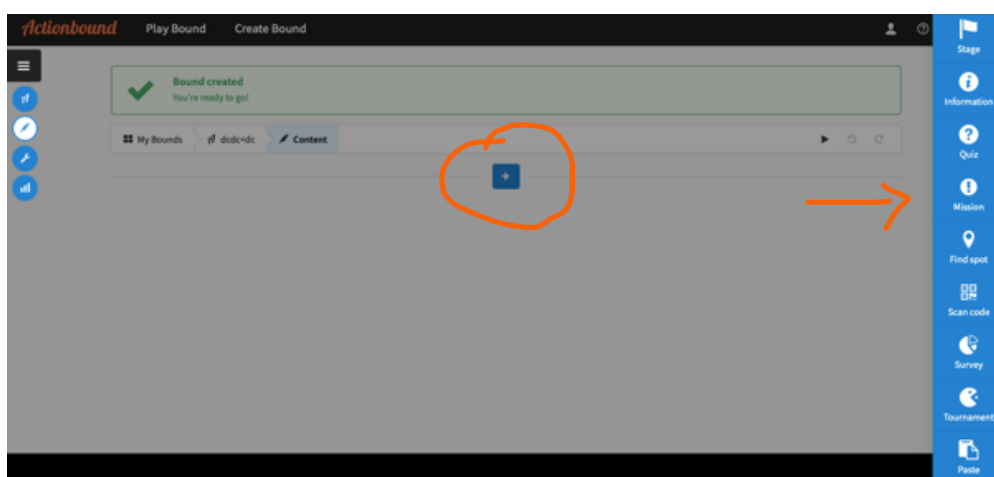 Actionbound Play Bound Create Bound
Bound created
You're ready to go!
My Bounds dcdc<dc Content
Stage
Information
Quiz
Mission
Find spot
Scan code
Survey
Tournament
Paste